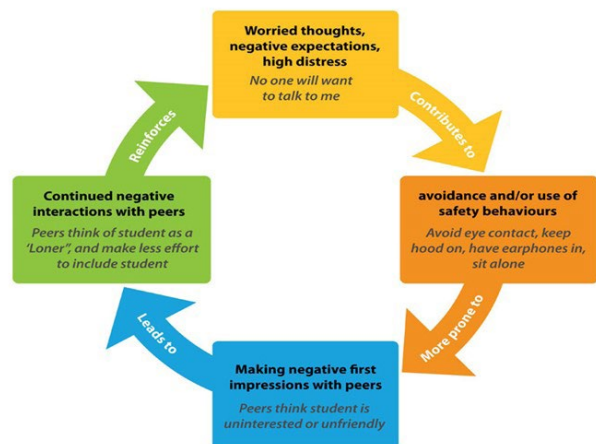 Worried thoughts,
negative expectations,
high distress
No one will want
to talk to me
Contributes to
avoidance and/or use of
safety behaviours
Avoid eye contact, keep
hood on, have earphones in,
sit alone
More prone to
Making negative first
impressions with peers
Peers think student is
uninterested or unfriendly
Leads to
Continued negative
interactions with peers
Peers think of student as a
‘Loner”, and make less effort
to include student
Reinforces